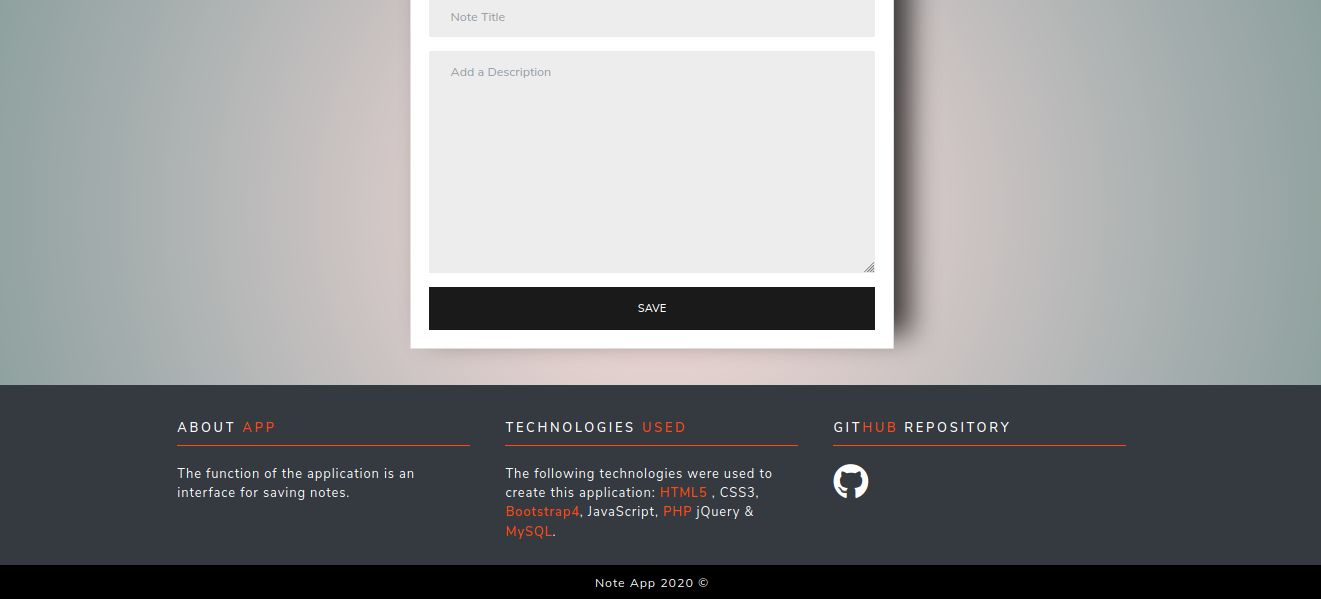 Note Title
Add a Description
SAVE
ABOUT APP
The function of the application is an
interface for saving notes.
TECHNOLOGIES USED
The following technologies were used to
create this application: HTML5 , CSS3,
Bootstrap4, JavaScript, PHP jQuery &
MySQL.
GITHUB REPOSITORY
Note App 2020 ©